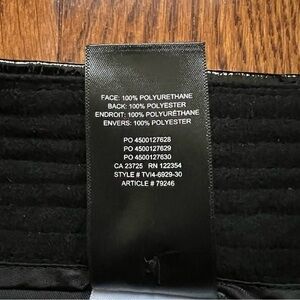 FACE: 100% POLYURETHANE
BACK: 100% POLYESTER
ENDROIT: 100% POLYURÉTHANE
ENVERS: 100% POLYESTER
PO 4500127628
PO 4500127629
PO 4500127630
CA 23725 RN 122354
STYLE # TVI4-6929-30
ARTICLE # 79246